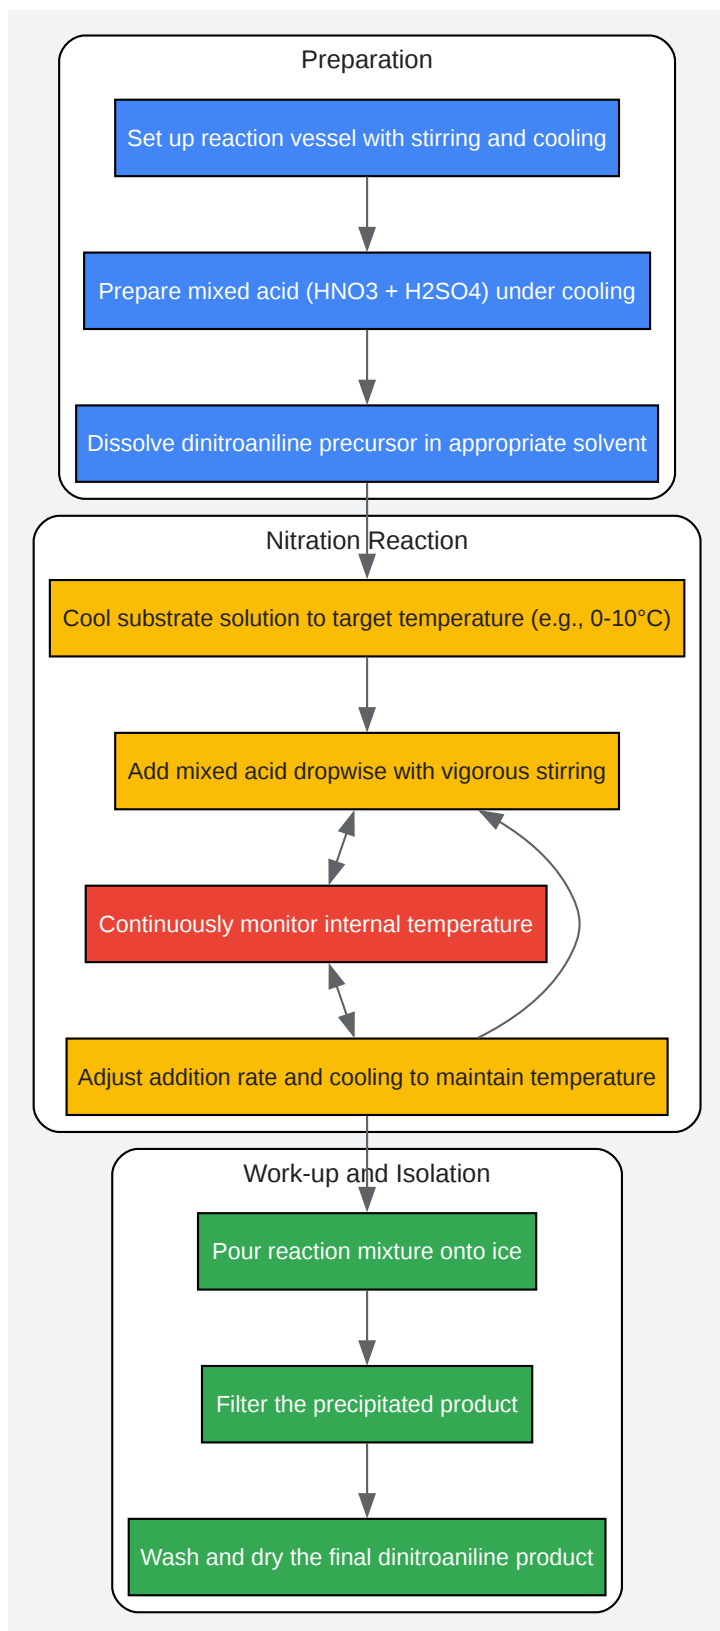 Preparation
Set up reaction vessel with stirring and cooling
Prepare mixed acid (HNO3 + H2SO4) under cooling
Dissolve dinitroaniline precursor in appropriate solvent
Nitration Reaction
Cool substrate solution to target temperature (e.g., 0-10°C)
Add mixed acid dropwise with vigorous stirring
Continuously monitor internal temperature
Adjust addition rate and cooling to maintain temperature
Work-up and Isolation
Pour reaction mixture onto ice
Filter the precipitated product
Wash and dry the final dinitroaniline product